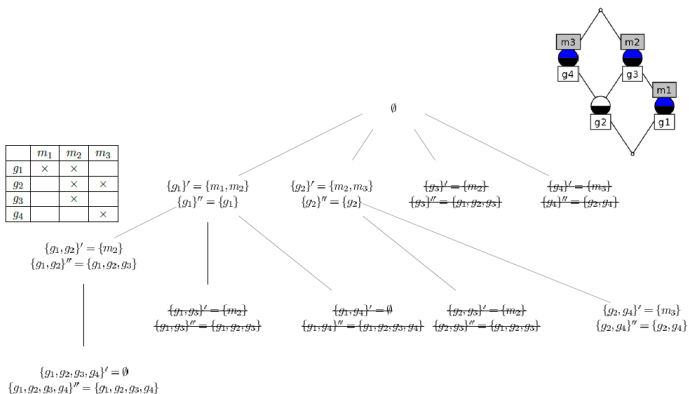 m3 m2
g4 g3
m1
g2 g1
∅
m₁ m₂ m₃
g₁ × ×
g₂ × ×
g₃ ×
g₄ ×
{g₁}′ = {m₁, m₂}
{g₁}″ = {g₁}
{g₂}′ = {m₂, m₃}
{g₂}″ = {g₂}
{g₃}′ = {m₂}
{g₃}″ = {g₁, g₂, g₃}
{g₄}′ = {m₃}
{g₄}″ = {g₂, g₄}
{g₁, g₂}′ = {m₂}
{g₁, g₂}″ = {g₁, g₂, g₃}
{g₁, g₃}′ = {m₂}
{g₁, g₃}″ = {g₁, g₂, g₃}
{g₁, g₄}′ = ∅
{g₁, g₄}″ = {g₁, g₂, g₃, g₄}
{g₂, g₃}′ = {m₂}
{g₂, g₃}″ = {g₁, g₂, g₃}
{g₂, g₄}′ = {m₃}
{g₂, g₄}″ = {g₂, g₄}
{g₁, g₂, g₃, g₄}′ = ∅
{g₁, g₂, g₃, g₄}″ = {g₁, g₂, g₃, g₄}